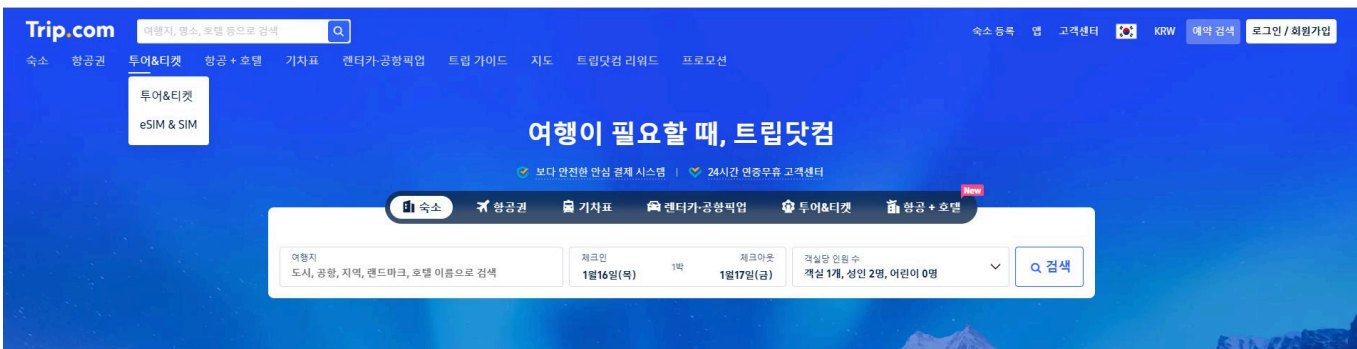 Trip.com 여행지, 명소, 호텔 등으로 검색 숙소 등록 앱 고객센터 KRW 예약 검색 로그인 / 회원가입
숙소 항공권 투어&티켓 항공 + 호텔 기차표 렌터카·공항픽업 트립 가이드 지도 트립닷컴 리워드 프로모션
투어&티켓
eSIM & SIM
여행이 필요할 때, 트립닷컴
보다 안전한 안심 결제 시스템 | 24시간 연중무휴 고객센터
New
숙소 항공권 기차표 렌터카·공항픽업 투어&티켓 항공 + 호텔
여행지 체크인 체크아웃 객실당 인원 수
도시, 공항, 지역, 랜드마크, 호텔 이름으로 검색 1월16일(목) 1박 1월17일(금) 객실 1개, 성인 2명, 어린이 0명 검색